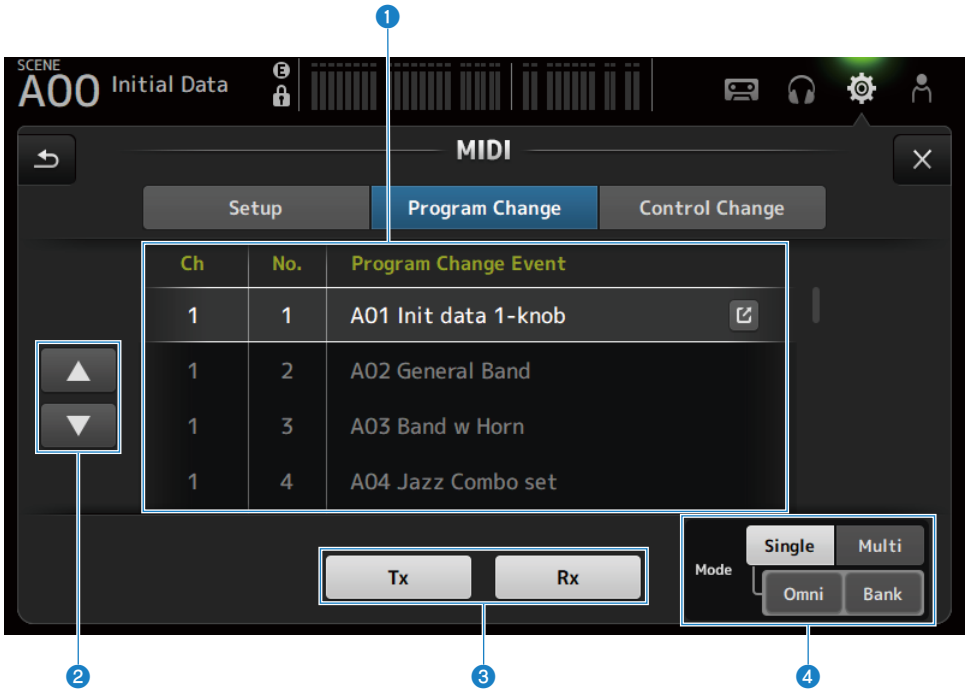 1
SCENE
A00 Initial Data
E
MIDI
Setup Program Change Control Change
Ch No. Program Change Event
1 1 A01 Init data 1-knob
1 2 A02 General Band
1 3 A03 Band w Horn
1 4 A04 Jazz Combo set
Tx Rx
Mode Single Multi
Omni Bank
2 3 4